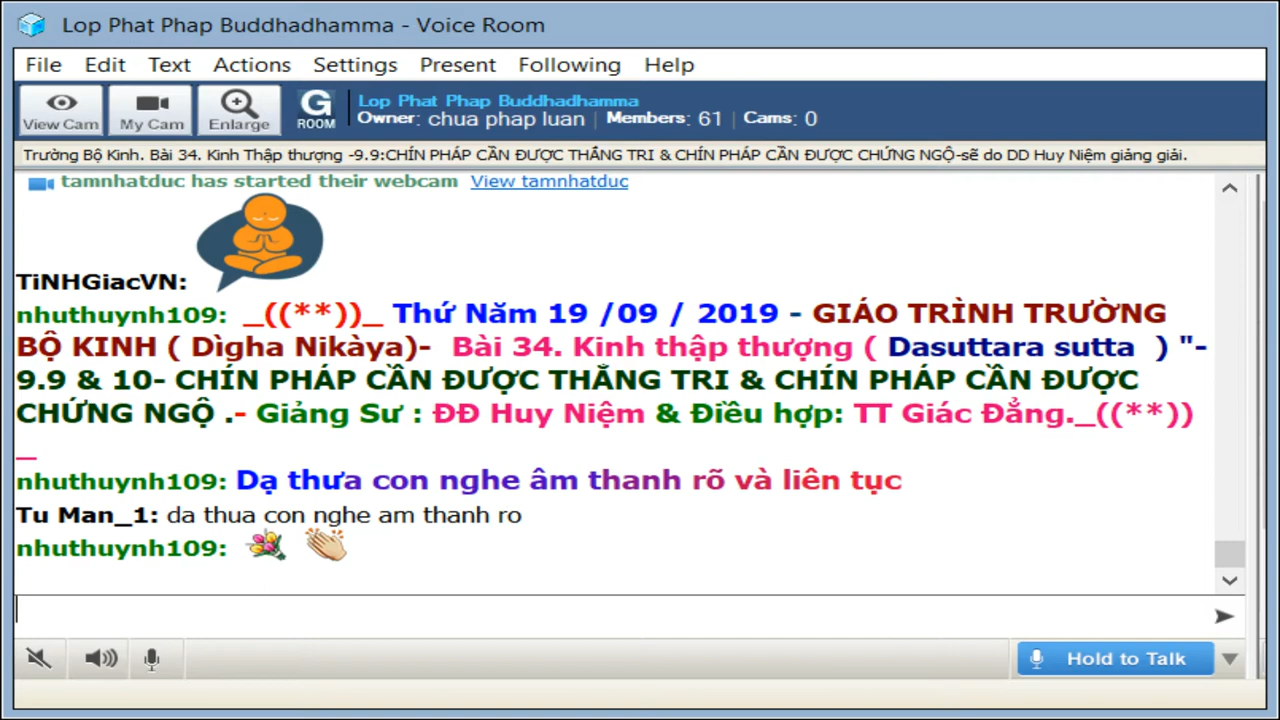 Lop Phat Phap Buddhadhamma - Voice Room
File Edit Text Actions Settings Present Following Help
View Cam My Cam Enlarge G ROOM Lop Phat Phap Buddhadhamma
Owner: chua phap luan | Members: 61 | Cams: 0
Trường Bộ Kinh. Bài 34. Kinh Thập thượng -9.9:CHÍN PHÁP CẦN ĐƯỢC THẮNG TRI & CHÍN PHÁP CẦN ĐƯỢC CHỨNG NGỘ-sẽ do DD Huy Niệm giảng giải.
tamnhatduc has started their webcam View tamnhatduc
TiNHGiacVN:
nhuthuynh109: _((**))_ Thứ Năm 19 /09 / 2019 - GIÁO TRÌNH TRƯỜNG
BỘ KINH ( Dìgha Nikàya)- Bài 34. Kinh thập thượng ( Dasuttara sutta ) "-
9.9 & 10- CHÍN PHÁP CẦN ĐƯỢC THẮNG TRI & CHÍN PHÁP CẦN ĐƯỢC
CHỨNG NGỘ .- Giảng Sư : ĐĐ Huy Niệm & Điều hợp: TT Giác Đẳng._((**))
_
nhuthuynh109: Dạ thưa con nghe âm thanh rõ và liên tục
Tu Man_1: da thua con nghe am thanh ro
nhuthuynh109:
Hold to Talk